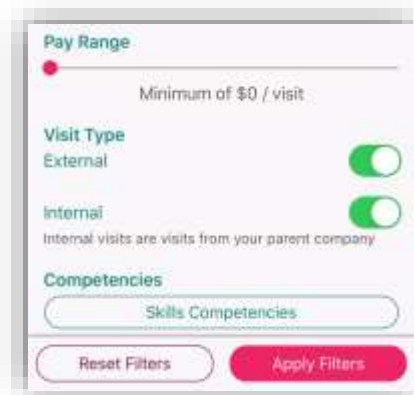 Pay Range
Minimum of $0 / visit
Visit Type
External
Internal
Internal visits are visits from your parent company
Competencies
Skills Competencies
Reset Filters
Apply Filters